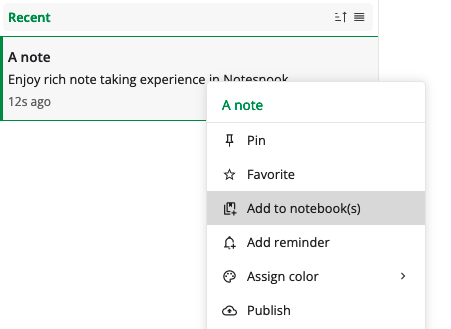 Recent
A note
Enjoy rich note taking experience in Notesnook
12s ago
A note
Pin
Favorite
Add to notebook(s)
Add reminder
Assign color
Publish